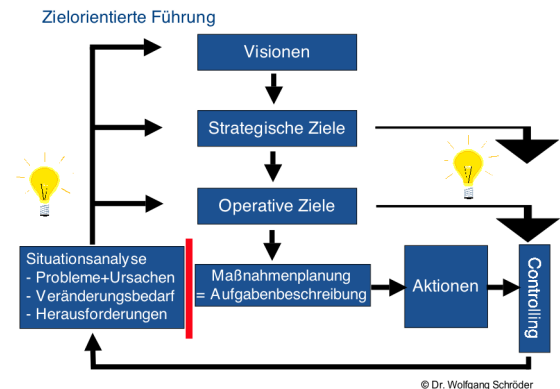 Zielorientierte Führung
Visionen
Strategische Ziele
Operative Ziele
Situationsanalyse
- Probleme+Ursachen
- Veränderungsbedarf
- Herausforderungen
Maßnahmenplanung
= Aufgabenbeschreibung
Aktionen
Controlling
© Dr. Wolfgang Schröder